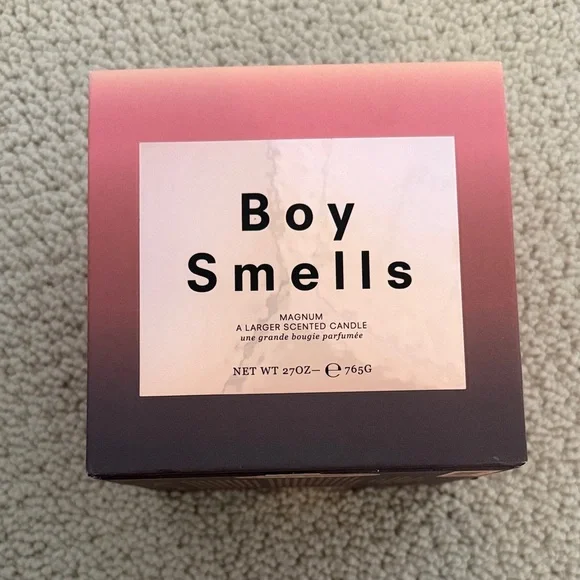 Boy
Smells
MAGNUM
A LARGER SCENTED CANDLE
une grande bougie parfumée
NET WT 27OZ— ℮ 765G